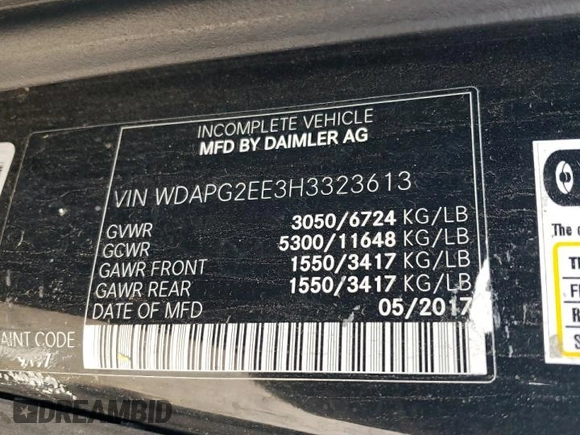 INCOMPLETE VEHICLE
MFD BY DAIMLER AG
VIN WDAPG2EE3H3323613
GVWR 3050/6724 KG/LB
GCWR 5300/11648 KG/LB
GAWR FRONT 1550/3417 KG/LB
GAWR REAR 1550/3417 KG/LB
DATE OF MFD 05/2017
AINT CODE
The c
TI
F
R
S
DREAMBID